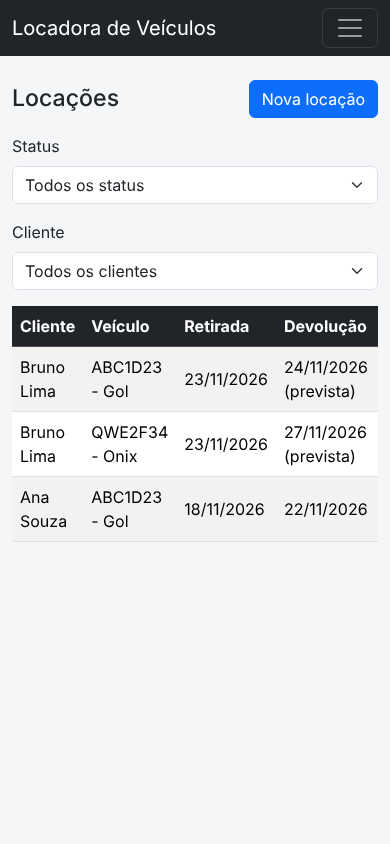 Locadora de Veículos
Locações
Nova locação
Status
Todos os status
Cliente
Todos os clientes
Cliente Veículo Retirada Devolução
Bruno Lima ABC1D23 - Gol 23/11/2026 24/11/2026 (prevista)
Bruno Lima QWE2F34 - Onix 23/11/2026 27/11/2026 (prevista)
Ana Souza ABC1D23 - Gol 18/11/2026 22/11/2026